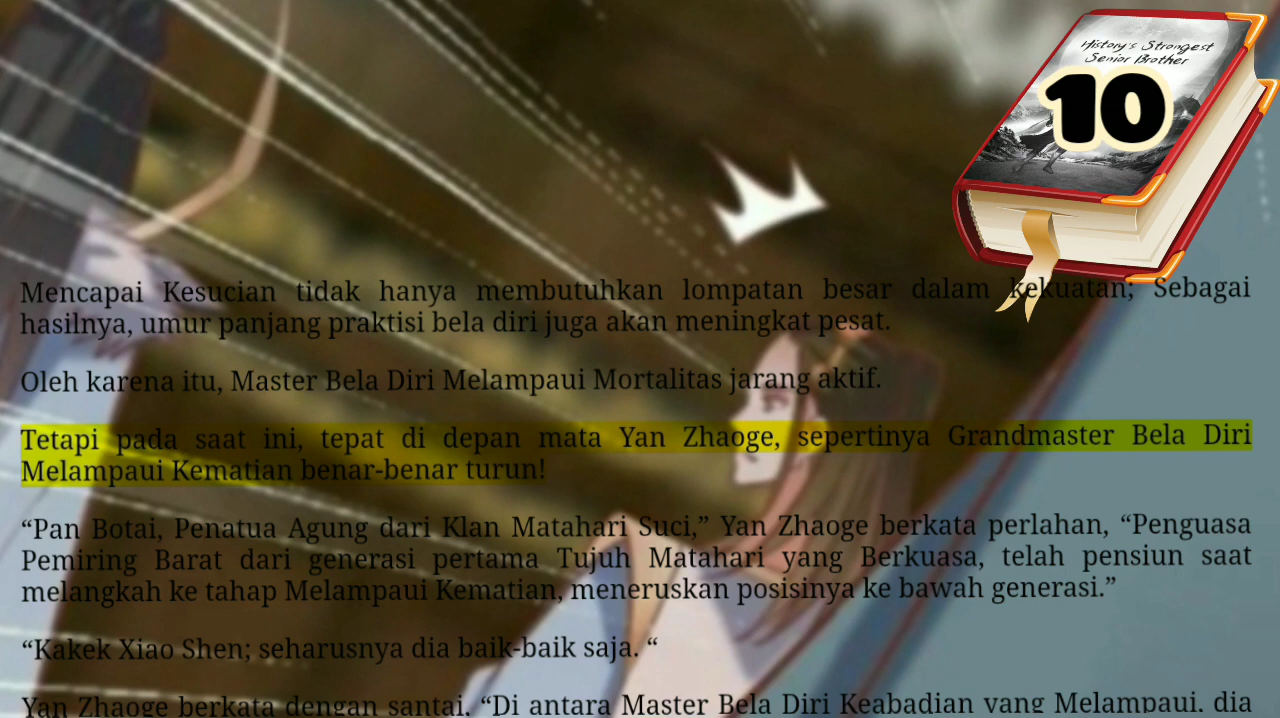 History's Strongest
Senior Brother
10
Mencapai Kesucian tidak hanya membutuhkan lompatan besar dalam kekuatan; Sebagai
hasilnya, umur panjang praktisi bela diri juga akan meningkat pesat.
Oleh karena itu, Master Bela Diri Melampaui Mortalitas jarang aktif.
Tetapi pada saat ini, tepat di depan mata Yan Zhaoge, sepertinya Grandmaster Bela Diri
Melampaui Kematian benar-benar turun!
“Pan Botai, Penatua Agung dari Klan Matahari Suci,” Yan Zhaoge berkata perlahan, “Penguasa
Pemiring Barat dari generasi pertama Tujuh Matahari yang Berkuasa, telah pensiun saat
melangkah ke tahap Melampaui Kematian, meneruskan posisinya ke bawah generasi.”
“Kakek Xiao Shen; seharusnya dia baik-baik saja. “
Yan Zhaoge berkata dengan santai, “Di antara Master Bela Diri Keabadian yang Melampaui, dia